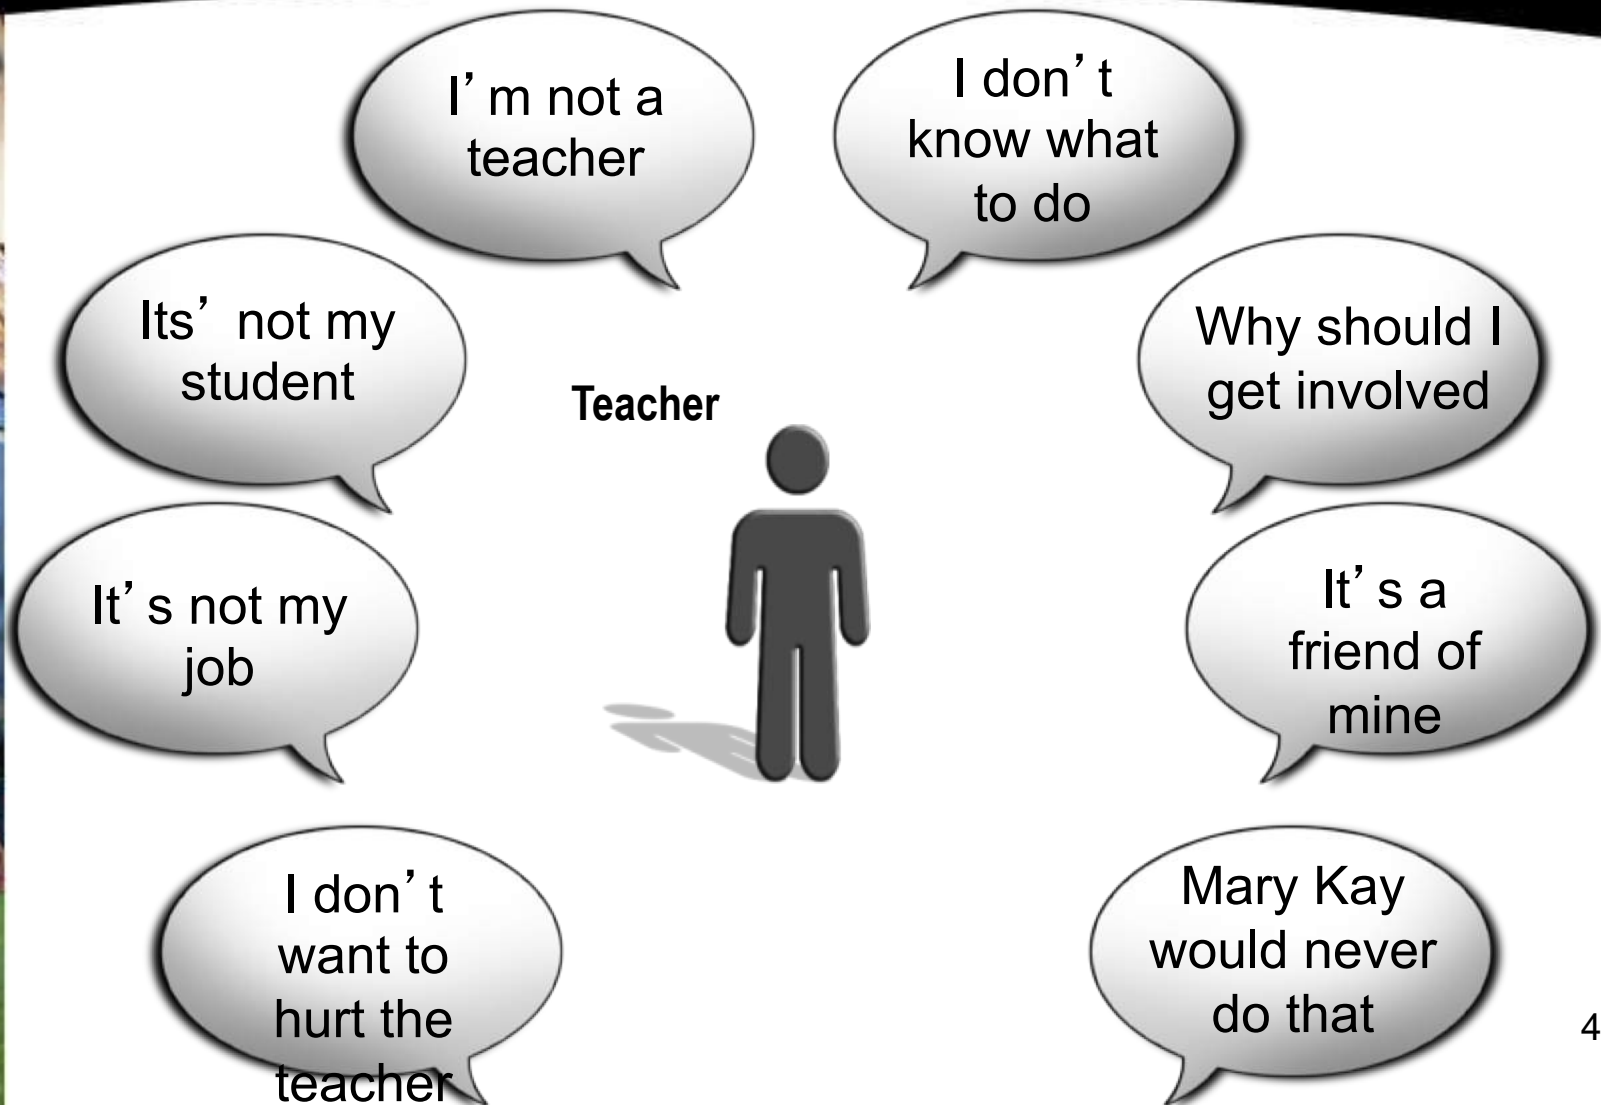 I’m not a
teacher
I don’t
know what
to do
Its’ not my
student
Why should I
get involved
Teacher
It’s not my
job
It’s a
friend of
mine
I don’t
want to
hurt the
teacher
Mary Kay
would never
do that
4